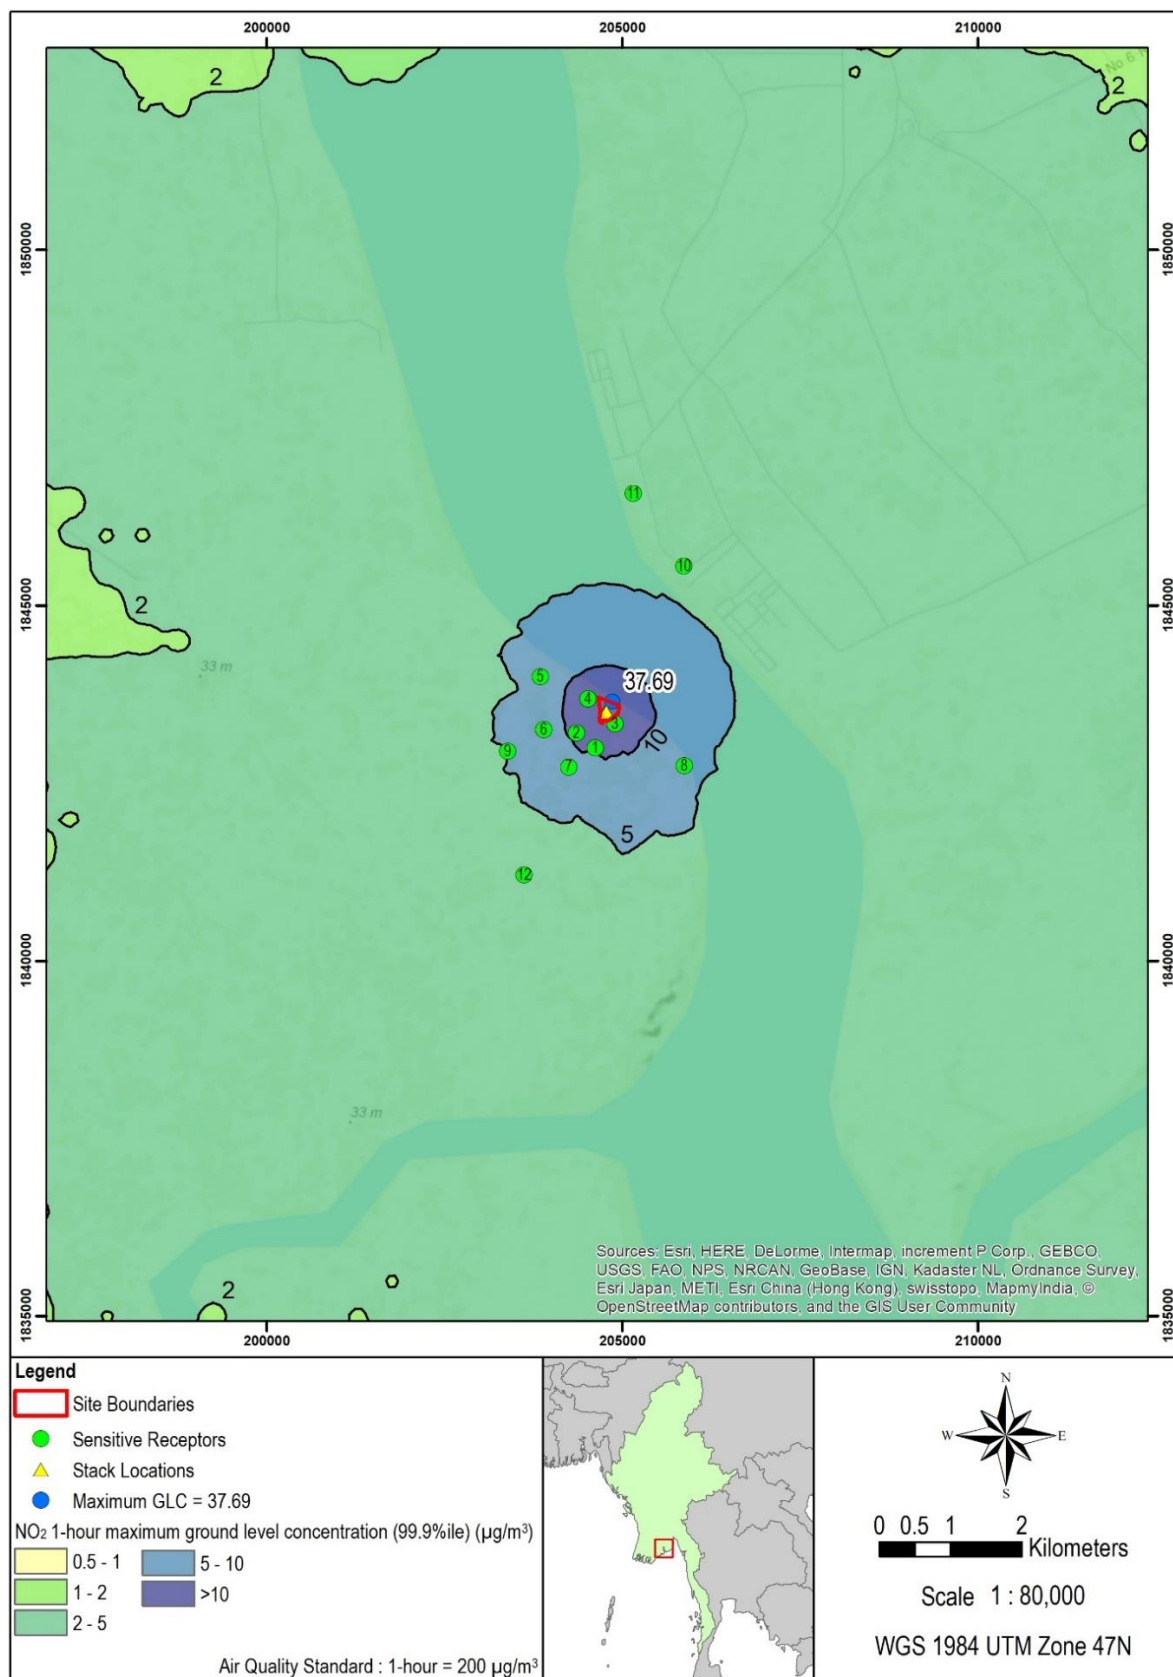 200000
205000
210000
No 6 H
2
2
1850000
1850000
11
10
1845000
1845000
2
33 m
5
4
37.69
3
6
2
10
1
9
7
8
5
12
1840000
1840000
33 m
2
Sources: Esri, HERE, DeLorme, Intermap, increment P Corp., GEBCO,
USGS, FAO, NPS, NRCAN, GeoBase, IGN, Kadaster NL, Ordnance Survey,
Esri Japan, METI, Esri China (Hong Kong), swisstopo, MapmyIndia, ©
OpenStreetMap contributors, and the GIS User Community
1835000
1835000
200000
205000
210000
Legend
Site Boundaries
Sensitive Receptors
Stack Locations
Maximum GLC = 37.69
NO₂ 1-hour maximum ground level concentration (99.9%ile) (µg/m³)
0.5 - 1
5 - 10
1 - 2
>10
2 - 5
Air Quality Standard : 1-hour = 200 µg/m³
N
W
E
S
0 0.5 1 2
Kilometers
Scale 1 : 80,000
WGS 1984 UTM Zone 47N